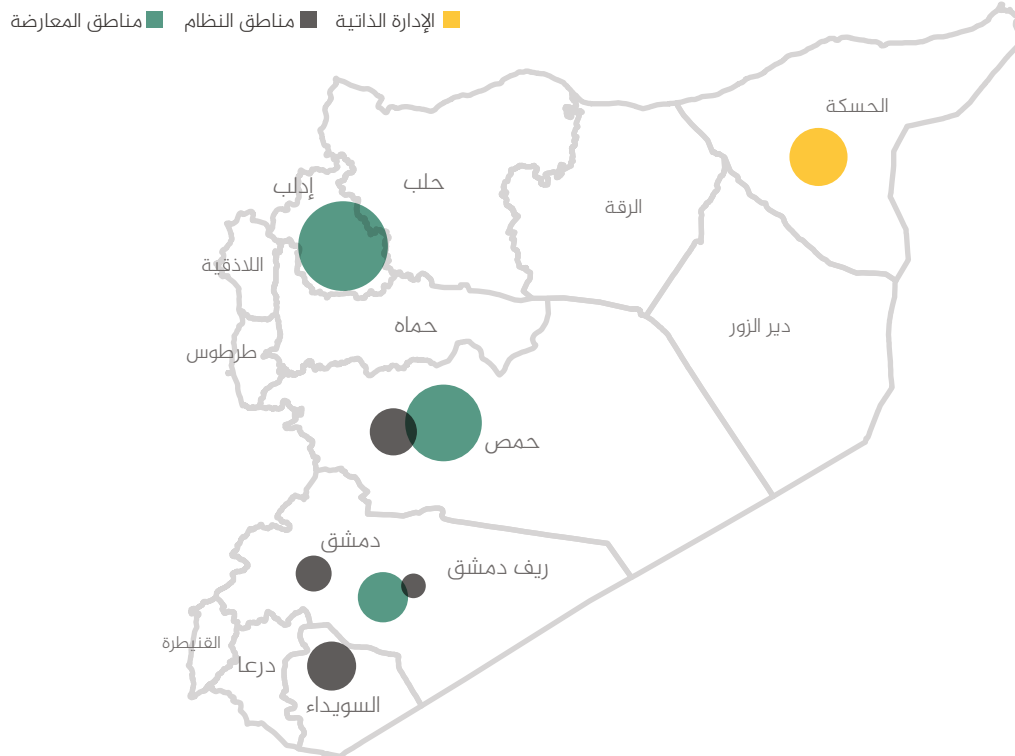 الإدارة الذاتية
مناطق النظام
مناطق المعارضة
الحسكة
حلب
إدلب
الرقة
اللاذقية
حماه
دير الزور
طرطوس
حمص
دمشق
ريف دمشق
القنيطرة
درعا
السويداء